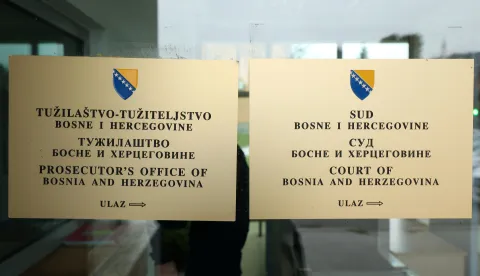 TUŽILAŠTVO-TUŽITELJSTVO
BOSNE I HERCEGOVINE
ТУЖИЛАШТВО
БОСНЕ И ХЕРЦЕГОВИНЕ
PROSECUTOR'S OFFICE OF
BOSNIA AND HERZEGOVINA
ULAZ ⇨
SUD
BOSNE I HERCEGOVINE
СУД
БОСНЕ И ХЕРЦЕГОВИНЕ
COURT OF
BOSNIA AND HERZEGOVINA
ULAZ ⇨